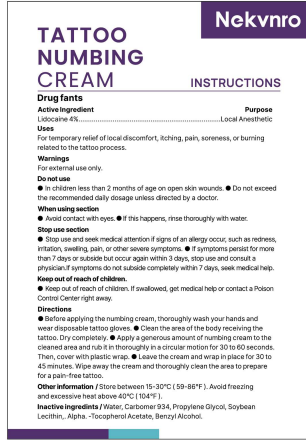 Nekvnro
TATTOO
NUMBING
CREAM
INSTRUCTIONS
Drug fants
Active Ingredient Purpose
Lidocaine 4%..............................................................Local Anesthetic
Uses
For temporary relief of local discomfort, itching, pain, soreness, or burning
related to the tattoo process.
Warnings
For external use only.
Do not use
● In children less than 2 months of age on open skin wounds. ● Do not exceed
the recommended daily dosage unless directed by a doctor.
When using section
● Avoid contact with eyes. ● If this happens, rinse thoroughly with water.
Stop use section
● Stop use and seek medical attention if signs of an allergy occur, such as redness,
irritation, swelling, pain, or other severe symptoms. ● If symptoms persist for more
than 7 days or subside but occur again within 3 days, stop use and consult a
physician.If symptoms do not subside completely within 7 days, seek medical help.
Keep out of reach of children.
● Keep out of reach of children. If swallowed, get medical help or contact a Poison
Control Center right away.
Directions
● Before applying the numbing cream, thoroughly wash your hands and
wear disposable tattoo gloves. ● Clean the area of the body receiving the
tattoo. Dry completely. ● Apply a generous amount of numbing cream to the
cleaned area and rub it in thoroughly in a circular motion for 30 to 60 seconds.
Then, cover with plastic wrap. ● Leave the cream and wrap in place for 30 to
45 minutes. Wipe away the cream and thoroughly clean the area to prepare
for a pain-free tattoo.
Other information / Store between 15-30°C ( 59-86°F ). Avoid freezing
and excessive heat above 40°C ( 104°F ).
Inactive ingredints / Water, Carbomer 934, Propylene Glycol, Soybean
Lecithin,. Alpha. -Tocopherol Acetate, Benzyl Alcohol.